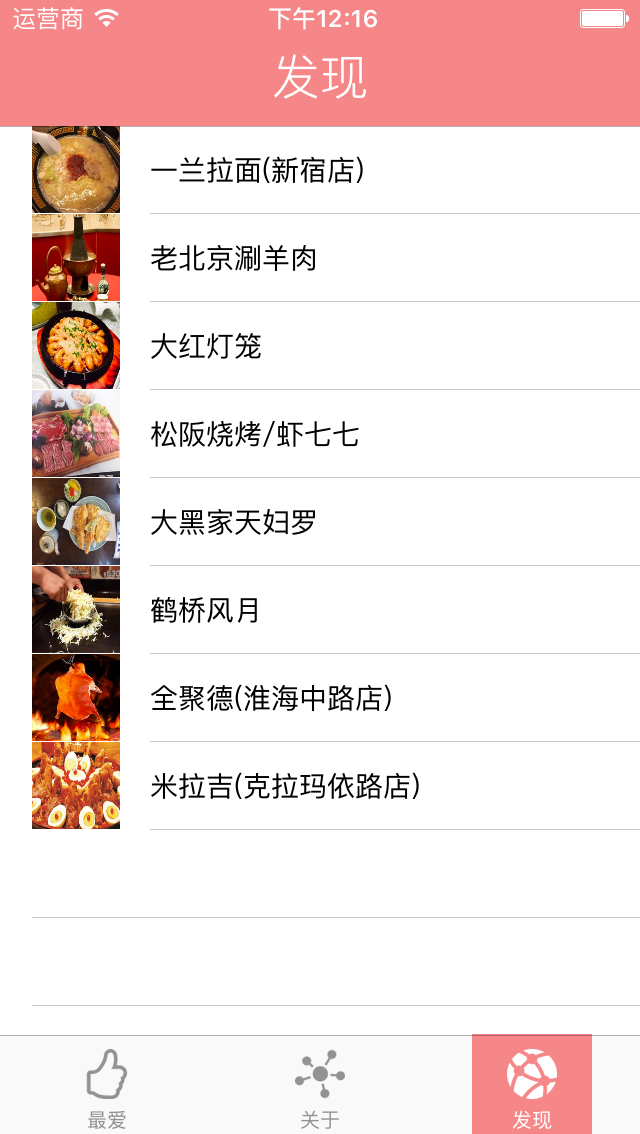 运营商 下午12:16
发现
一兰拉面(新宿店)
老北京涮羊肉
大红灯笼
松阪烧烤/虾七七
大黑家天妇罗
鹤桥风月
全聚德(淮海中路店)
米拉吉(克拉玛依路店)
最爱 关于 发现